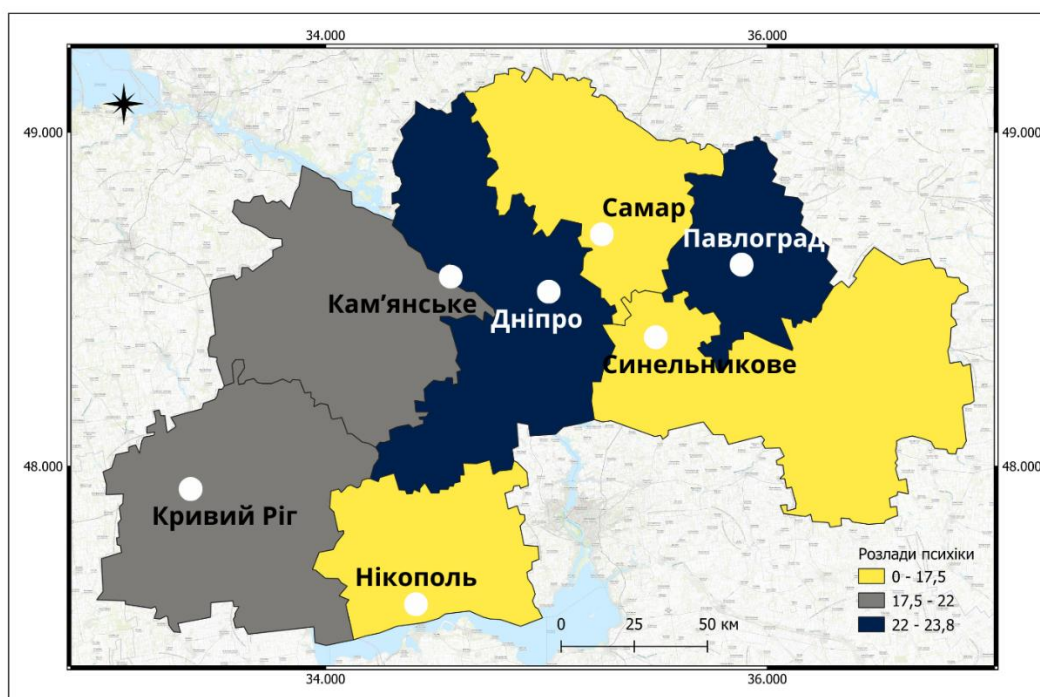 34.000
36.000
49.000
49.000
Самар
Павлоград
Кам’янське
Дніпро
Синельникове
48.000
48.000
Кривий Ріг
Нікополь
Розлади психіки
0 - 17,5
17,5 - 22
22 - 23,8
0 25 50 км
34.000
36.000